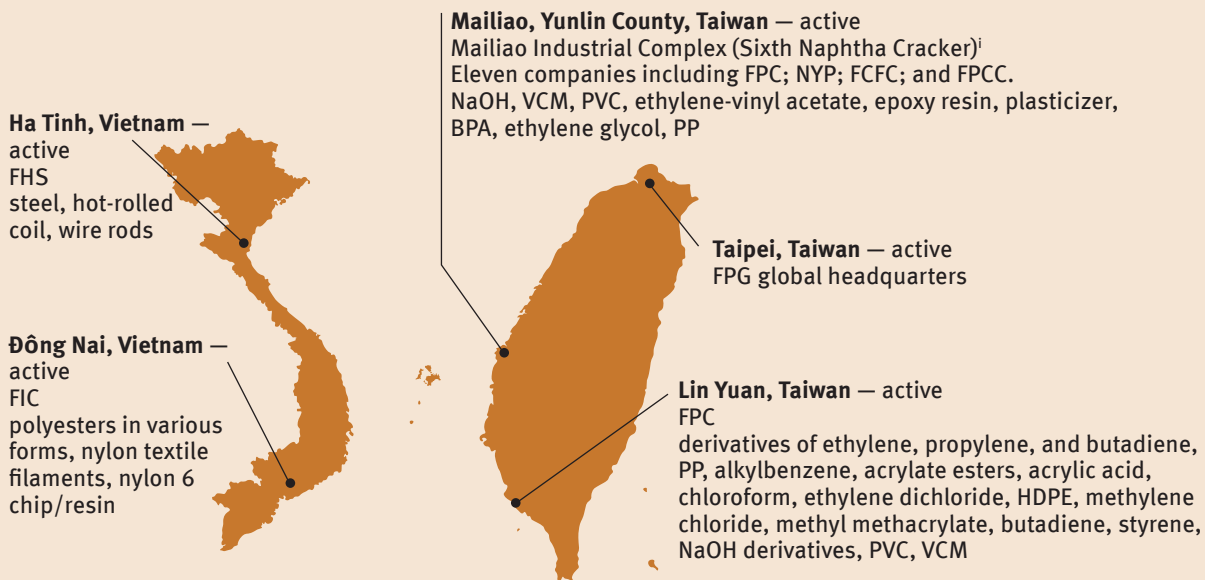 Mailiao, Yunlin County, Taiwan — active
Mailiao Industrial Complex (Sixth Naphtha Cracker)ⁱ
Eleven companies including FPC; NYP; FCFC; and FPCC.
NaOH, VCM, PVC, ethylene-vinyl acetate, epoxy resin, plasticizer,
BPA, ethylene glycol, PP
Ha Tinh, Vietnam —
active
FHS
steel, hot-rolled
coil, wire rods
Taipei, Taiwan — active
FPG global headquarters
Đông Nai, Vietnam —
active
FIC
polyesters in various
forms, nylon textile
filaments, nylon 6
chip/resin
Lin Yuan, Taiwan — active
FPC
derivatives of ethylene, propylene, and butadiene,
PP, alkylbenzene, acrylate esters, acrylic acid,
chloroform, ethylene dichloride, HDPE, methylene
chloride, methyl methacrylate, butadiene, styrene,
NaOH derivatives, PVC, VCM